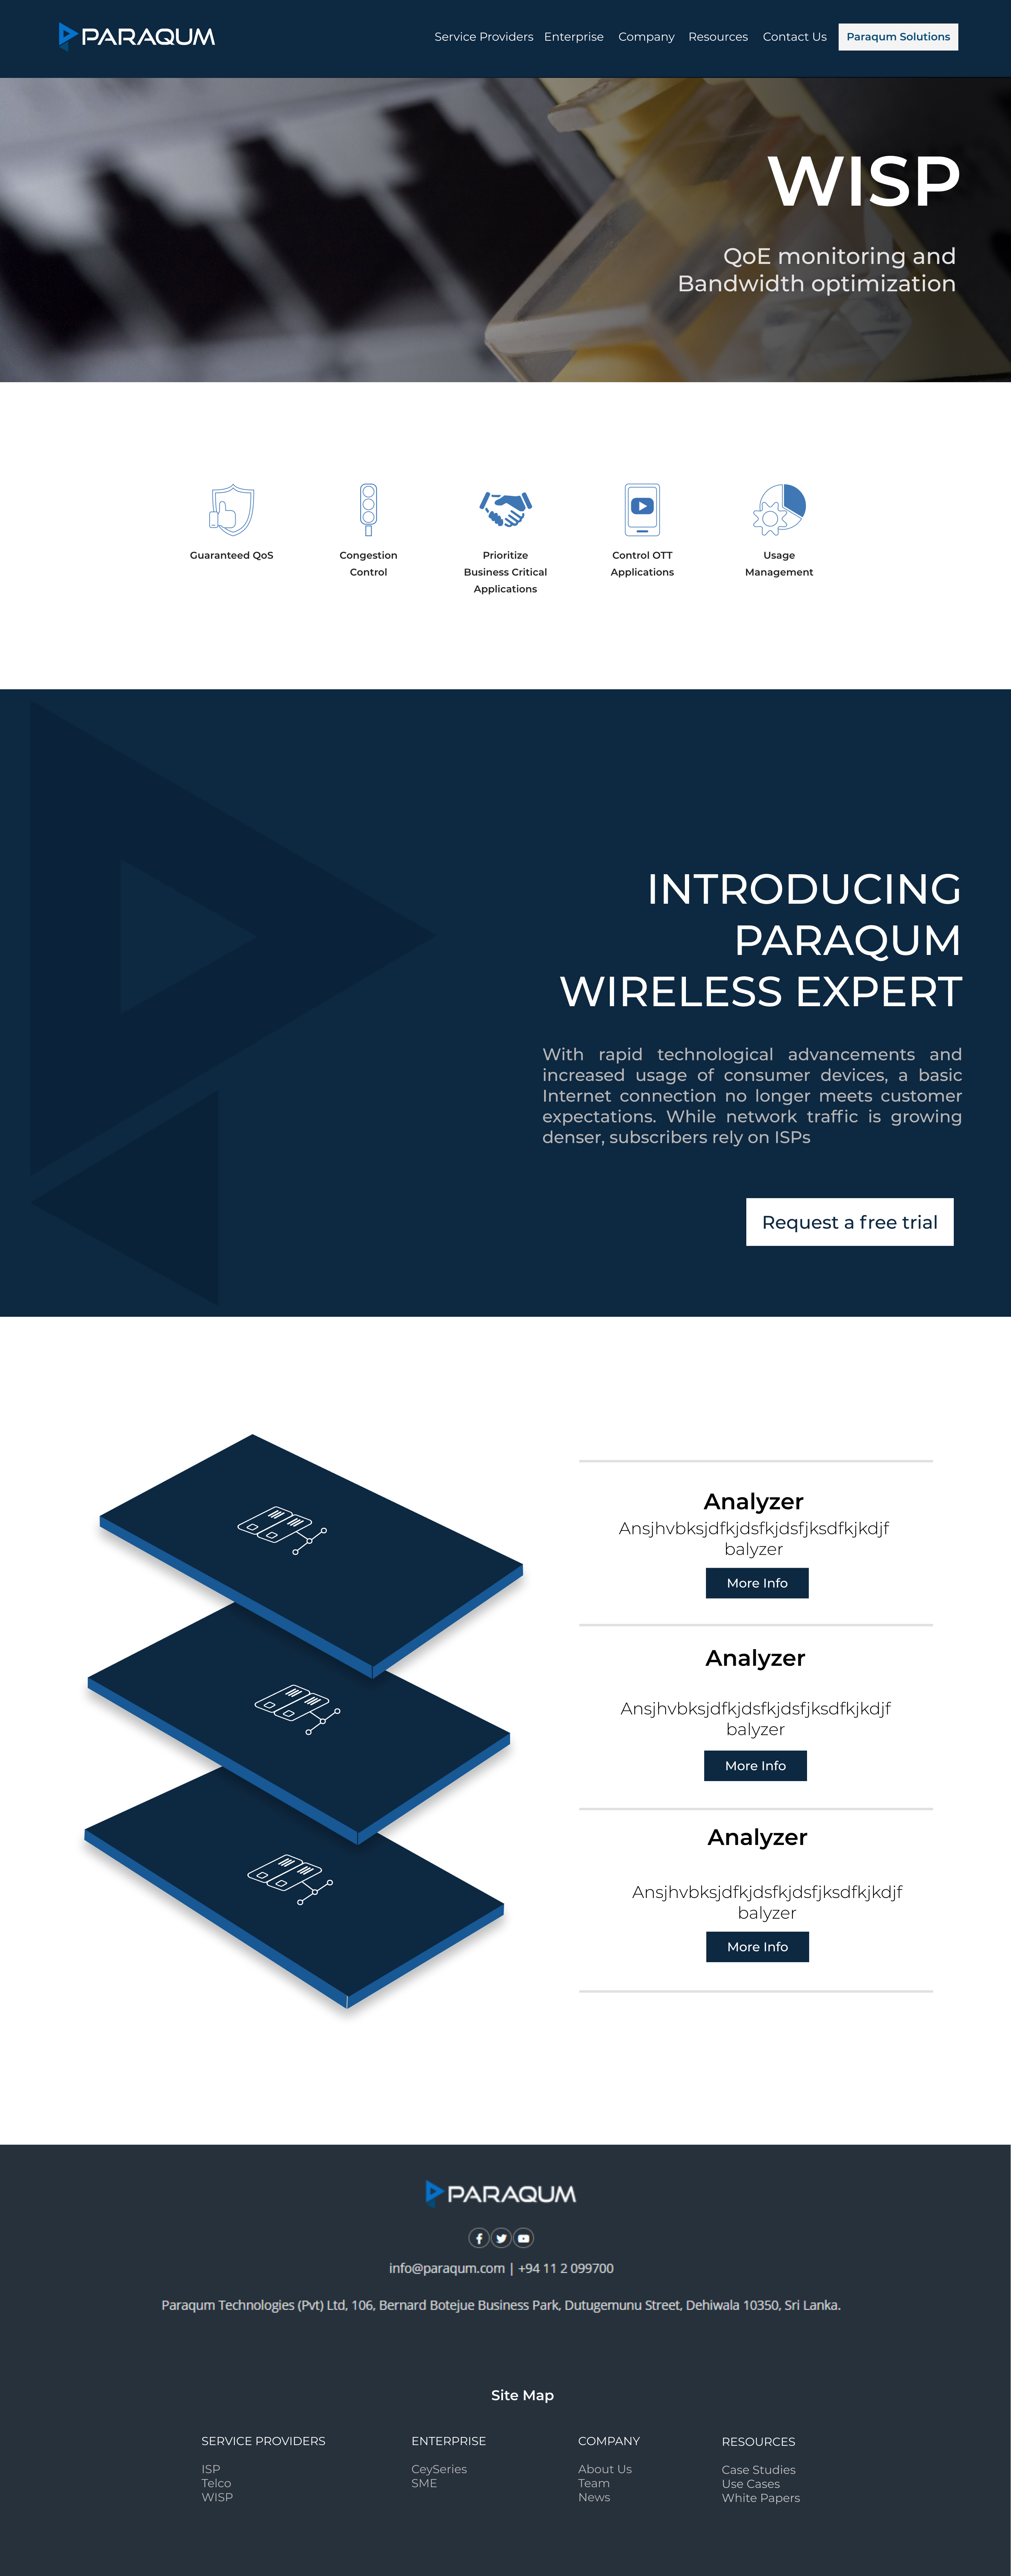 PARAQUM
Service Providers Enterprise Company Resources Contact Us Paraqum Solutions
WISP
QoE monitoring and
Bandwidth optimization
Guaranteed QoS
Congestion
Control
Prioritize
Business Critical
Applications
Control OTT
Applications
Usage
Management
INTRODUCING
PARAQUM
WIRELESS EXPERT
With rapid technological advancements and
increased usage of consumer devices, a basic
Internet connection no longer meets customer
expectations. While network traffic is growing
denser, subscribers rely on ISPs
Request a free trial
Analyzer
Ansjhvbksjdfkjdsfkjdsfjksdfkjkdjf
balyzer
More Info
Analyzer
Ansjhvbksjdfkjdsfkjdsfjksdfkjkdjf
balyzer
More Info
Analyzer
Ansjhvbksjdfkjdsfkjdsfjksdfkjkdjf
balyzer
More Info
PARAQUM
info@paraqum.com | +94 11 2 099700
Paraqum Technologies (Pvt) Ltd, 106, Bernard Botejue Business Park, Dutugemunu Street, Dehiwala 10350, Sri Lanka.
Site Map
SERVICE PROVIDERS
ISP
Telco
WISP
ENTERPRISE
CeySeries
SME
COMPANY
About Us
Team
News
RESOURCES
Case Studies
Use Cases
White Papers